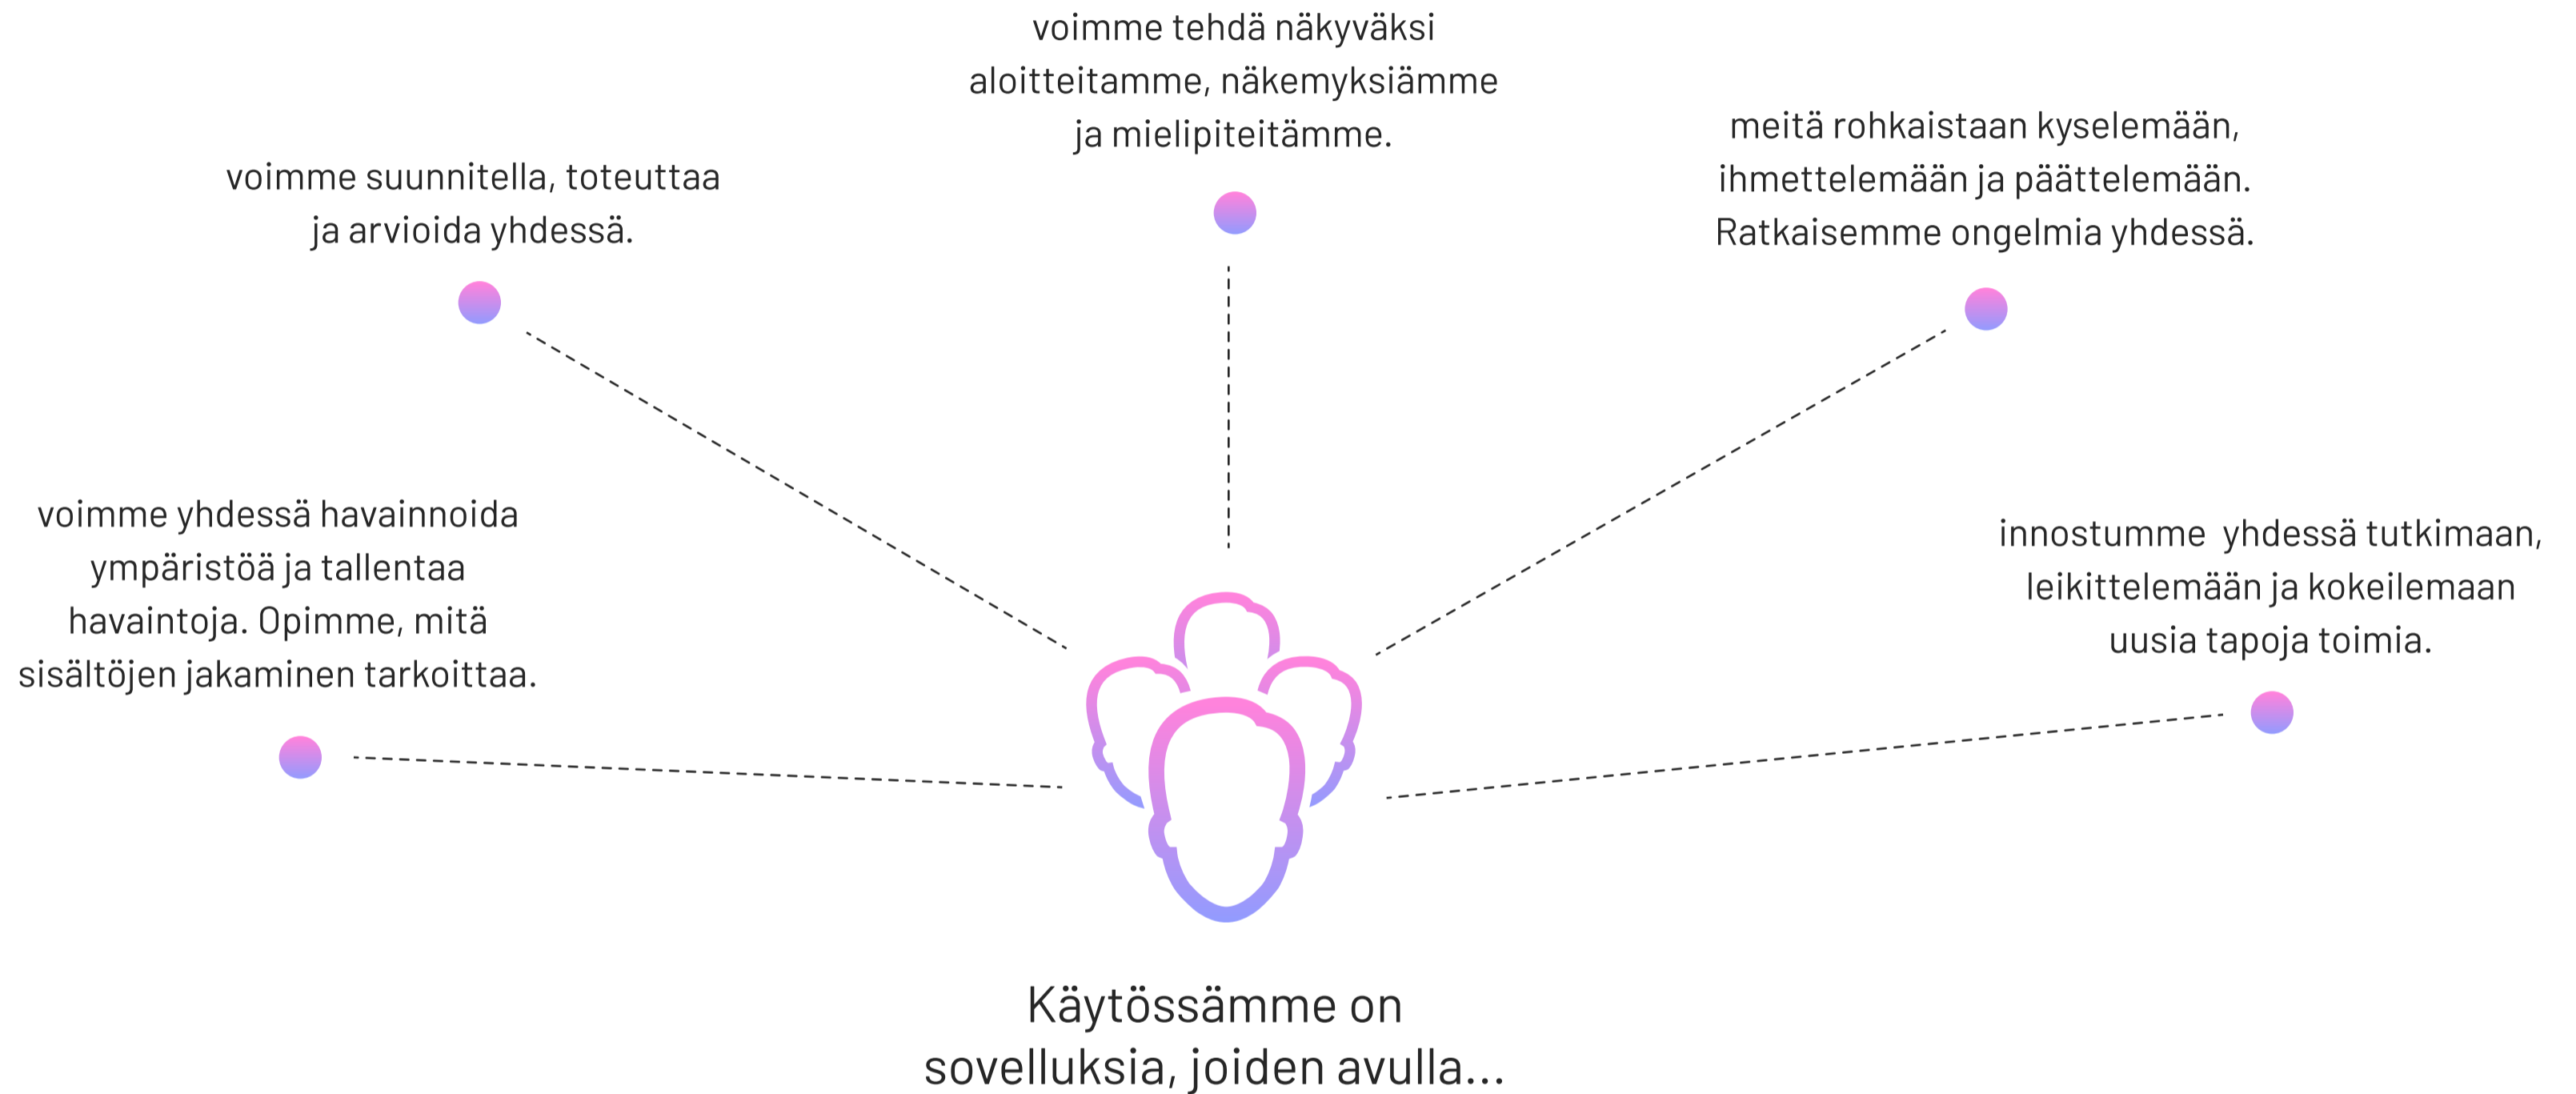 voimme tehdä näkyväksi
aloitteitamme, näkemyksiämme
ja mielipiteitämme.
meitä rohkaistaan kyselemään,
ihmettelemään ja päättelemään.
Ratkaisemme ongelmia yhdessä.
voimme suunnitella, toteuttaa
ja arvioida yhdessä.
voimme yhdessä havainnoida
ympäristöä ja tallentaa
havaintoja. Opimme, mitä
sisältöjen jakaminen tarkoittaa.
innostumme yhdessä tutkimaan,
leikittelemään ja kokeilemaan
uusia tapoja toimia.
Käytössämme on
sovelluksia, joiden avulla...